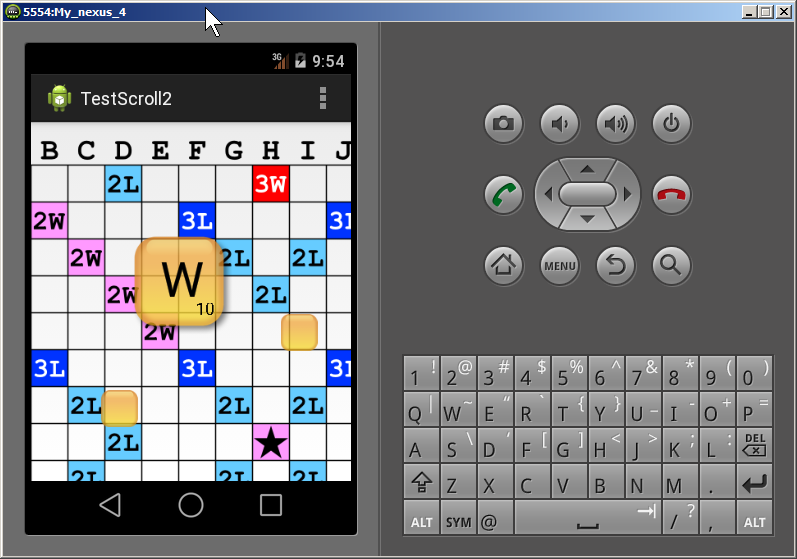 5554:My_nexus_4
3G 9:54
TestScroll2
B C D E F G H I J
2L 3W
2W 3L 3L
2W 2L 2L
2W 2L
W
10
2W
3L 3L 3L
2L 2L 2L
2L
2L 2L 2L
MENU
1 ! 2 @ 3 # 4 $ 5 % 6 ^ 7 & 8 * 9 ( 0 )
Q | W ~ E “ R ` T { Y } U _ I - O + P =
A S \ D ‘ F [ G ] H < J > K ; L : DEL
Z X C V B N M .
ALT SYM @ / ? , ALT